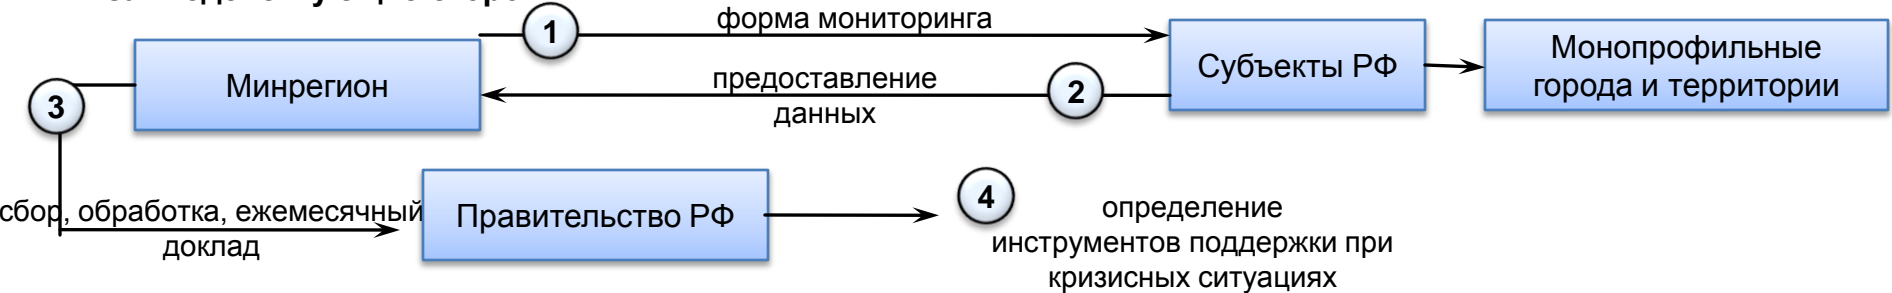 1
форма мониторинга
Минрегион
Субъекты РФ
Монопрофильные
города и территории
предоставление
данных
2
3
сбор, обработка, ежемесячный
доклад
Правительство РФ
4
определение
инструментов поддержки при
кризисных ситуациях